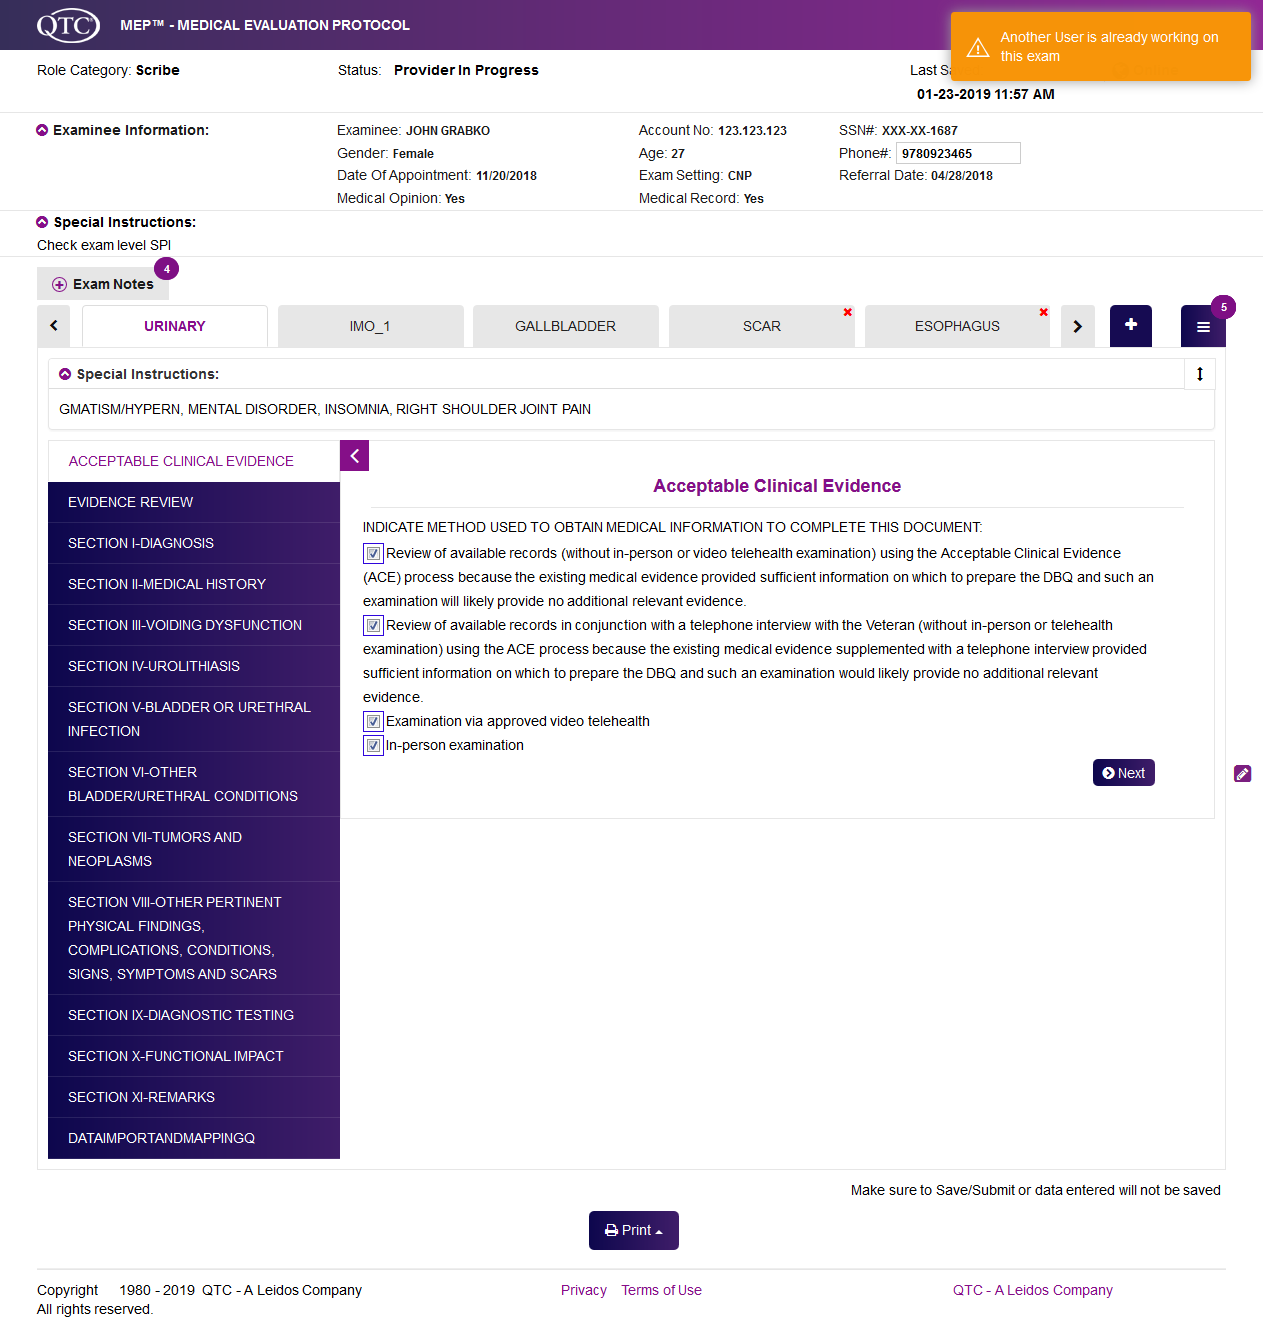 QTC MEP™ - MEDICAL EVALUATION PROTOCOL
Another User is already working on
this exam
Role Category: Scribe
Status: Provider In Progress
Last
01-23-2019 11:57 AM
Examinee Information:
Examinee: JOHN GRABKO
Account No: 123.123.123
SSN#: XXX-XX-1687
Gender: Female
Age: 27
Phone#: 9780923465
Date Of Appointment: 11/20/2018
Exam Setting: CNP
Referral Date: 04/28/2018
Medical Opinion: Yes
Medical Record: Yes
Special Instructions:
Check exam level SPI
Exam Notes 4
URINARY
IMO_1
GALLBLADDER
SCAR
ESOPHAGUS
5
Special Instructions:
GMATISM/HYPERN, MENTAL DISORDER, INSOMNIA, RIGHT SHOULDER JOINT PAIN
ACCEPTABLE CLINICAL EVIDENCE
EVIDENCE REVIEW
SECTION I-DIAGNOSIS
SECTION II-MEDICAL HISTORY
SECTION III-VOIDING DYSFUNCTION
SECTION IV-UROLITHIASIS
SECTION V-BLADDER OR URETHRAL
INFECTION
SECTION VI-OTHER
BLADDER/URETHRAL CONDITIONS
SECTION VII-TUMORS AND
NEOPLASMS
SECTION VIII-OTHER PERTINENT
PHYSICAL FINDINGS,
COMPLICATIONS, CONDITIONS,
SIGNS, SYMPTOMS AND SCARS
SECTION IX-DIAGNOSTIC TESTING
SECTION X-FUNCTIONAL IMPACT
SECTION XI-REMARKS
DATAIMPORTANDMAPPINGQ
Acceptable Clinical Evidence
INDICATE METHOD USED TO OBTAIN MEDICAL INFORMATION TO COMPLETE THIS DOCUMENT:
Review of available records (without in-person or video telehealth examination) using the Acceptable Clinical Evidence
(ACE) process because the existing medical evidence provided sufficient information on which to prepare the DBQ and such an
examination will likely provide no additional relevant evidence.
Review of available records in conjunction with a telephone interview with the Veteran (without in-person or telehealth
examination) using the ACE process because the existing medical evidence supplemented with a telephone interview provided
sufficient information on which to prepare the DBQ and such an examination would likely provide no additional relevant
evidence.
Examination via approved video telehealth
In-person examination
Next
Make sure to Save/Submit or data entered will not be saved
Print
Copyright 1980 - 2019 QTC - A Leidos Company
All rights reserved.
Privacy
Terms of Use
QTC - A Leidos Company